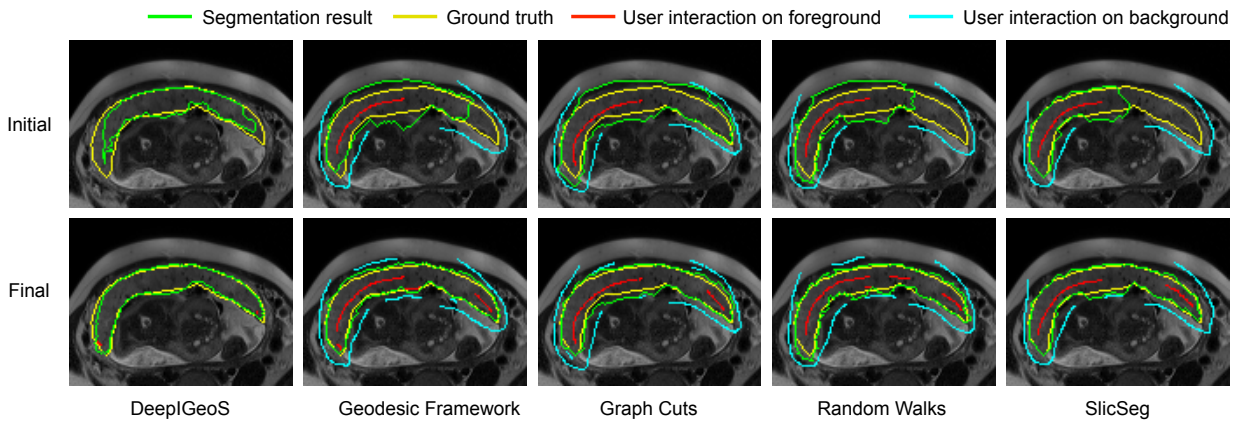 Segmentation result Ground truth User interaction on foreground User interaction on background
Initial
Final
DeepIGeoS Geodesic Framework Graph Cuts Random Walks SlicSeg